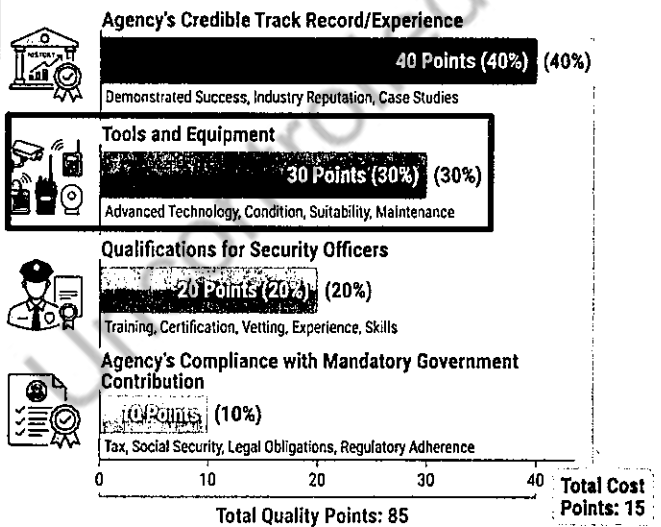 Agency's Credible Track Record/Experience
HISTORY
40 Points (40%) (40%)
Demonstrated Success, Industry Reputation, Case Studies
Tools and Equipment
30 Points (30%) (30%)
Advanced Technology, Condition, Suitability, Maintenance
Qualifications for Security Officers
20 Points (20%) (20%)
Training, Certification, Vetting, Experience, Skills
Agency's Compliance with Mandatory Government
Contribution
10 Points (10%)
Tax, Social Security, Legal Obligations, Regulatory Adherence
0 10 20 30 40
Total Quality Points: 85
Total Cost
Points: 15